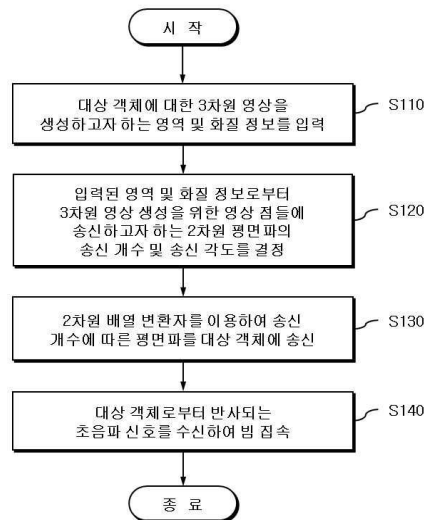 시 작
대상 객체에 대한 3차원 영상을
생성하고자 하는 영역 및 화질 정보를 입력
S110
입력된 영역 및 화질 정보로부터
3차원 영상 생성을 위한 영상 점들에
송신하고자 하는 2차원 평면파의
송신 개수 및 송신 각도를 결정
S120
2차원 배열 변환자를 이용하여 송신
개수에 따른 평면파를 대상 객체에 송신
S130
대상 객체로부터 반사되는
초음파 신호를 수신하여 빔 집속
S140
종 료